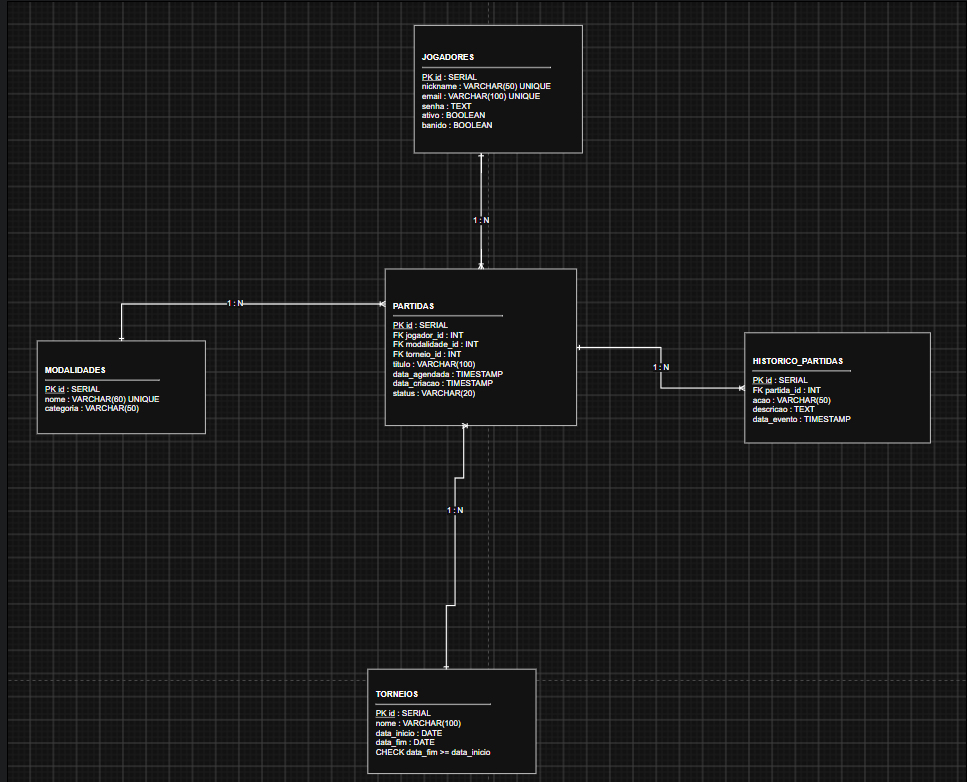 JOGADORES
PK id : SERIAL
nickname : VARCHAR(50) UNIQUE
email : VARCHAR(100) UNIQUE
senha : TEXT
ativo : BOOLEAN
banido : BOOLEAN
1 : N
1 : N
PARTIDAS
PK id : SERIAL
FK jogador_id : INT
FK modalidade_id : INT
FK torneio_id : INT
titulo : VARCHAR(100)
data_agendada : TIMESTAMP
data_criacao : TIMESTAMP
status : VARCHAR(20)
MODALIDADES
PK id : SERIAL
nome : VARCHAR(60) UNIQUE
categoria : VARCHAR(50)
1 : N
HISTORICO_PARTIDAS
PK id : SERIAL
FK partida_id : INT
acao : VARCHAR(50)
descricao : TEXT
data_evento : TIMESTAMP
1 : N
TORNEIOS
PK id : SERIAL
nome : VARCHAR(100)
data_inicio : DATE
data_fim : DATE
CHECK data_fim >= data_inicio